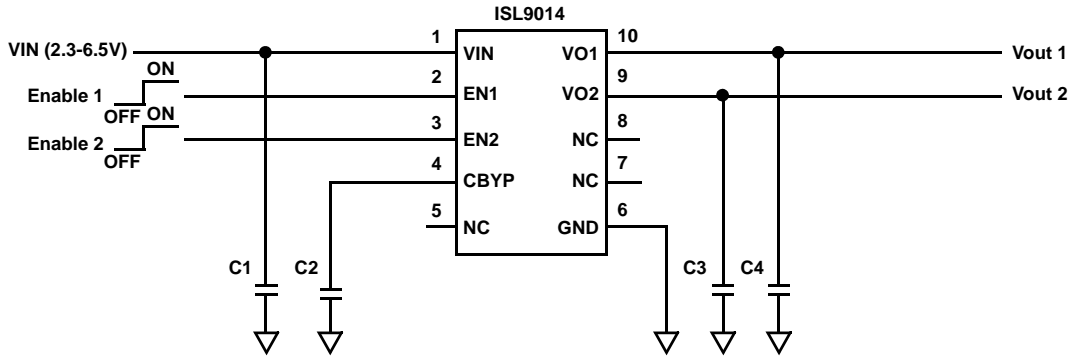 ISL9014
VIN (2.3-6.5V)
1
VIN
VO1
10
Vout 1
ON
Enable 1
OFF
2
EN1
VO2
9
Vout 2
ON
Enable 2
OFF
3
EN2
NC
8
4
CBYP
NC
7
5
NC
GND
6
C1
C2
C3
C4